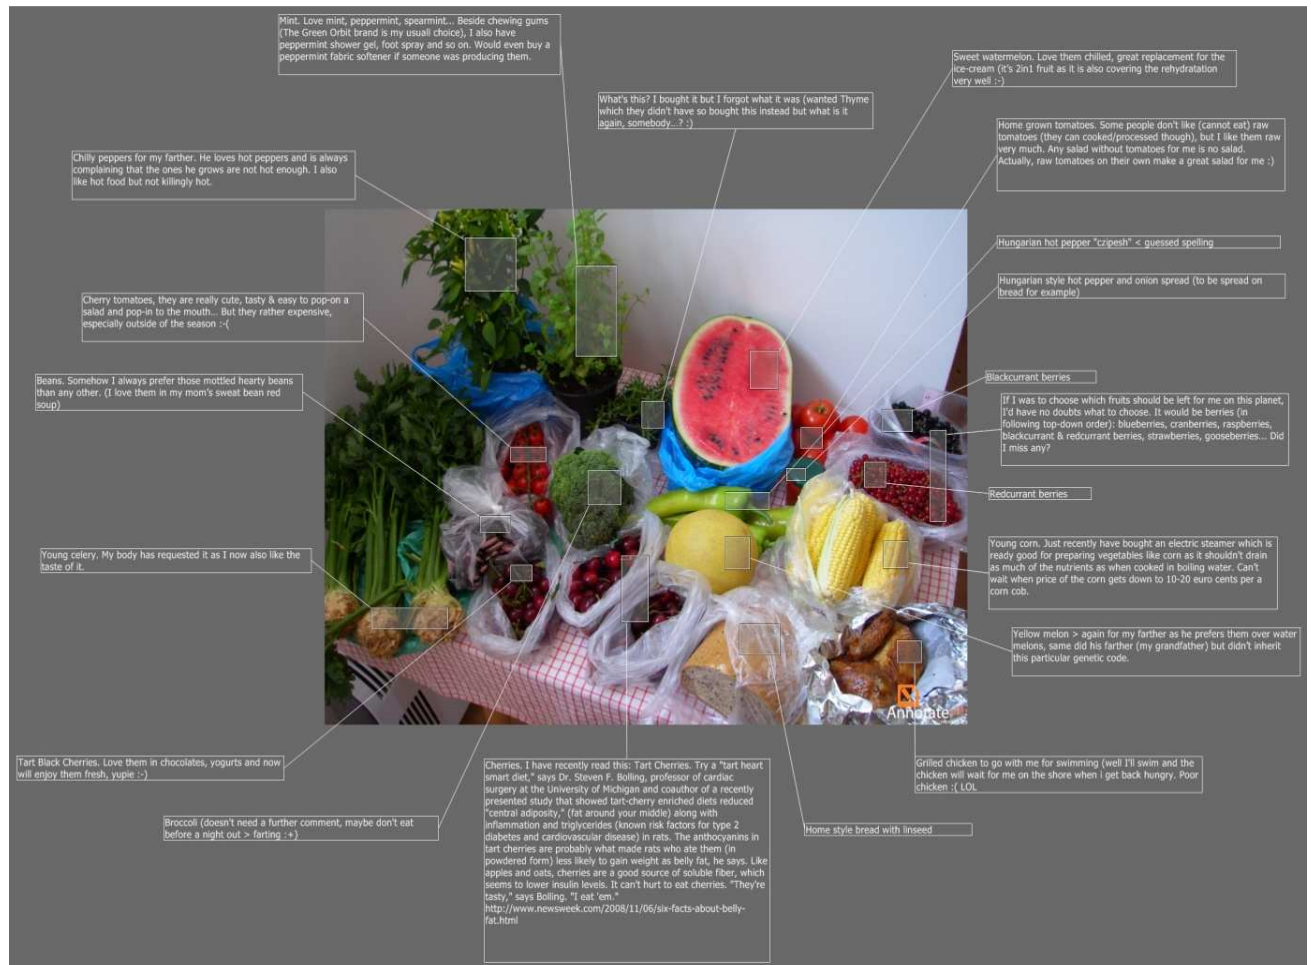 Mint. Love mint, peppermint, spearmint... Beside chewing gums
(The Green Orbit brand is my usuall choice), I also have
peppermint shower gel, foot spray and so on. Would even buy a
peppermint fabric softener if someone was producing them.
Sweet watermelon. Love them chilled, great replacement for the
ice-cream (it's 2in1 fruit as it is also covering the rehydratation
very well :-)
What's this? I bought it but I forgot what it was (wanted Thyme
which they didn't have so bought this instead but what is it
again, somebody...? :)
Home grown tomatoes. Some people don't like (cannot eat) raw
tomatoes (they can cooked/processed though), but I like them raw
very much. Any salad without tomatoes for me is no salad.
Actually, raw tomatoes on their own make a great salad for me :)
Chilly peppers for my farther. He loves hot peppers and is always
complaining that the ones he grows are not hot enough. I also
like hot food but not killingly hot.
Hungarian hot pepper "czipesh" < guessed spelling
Hungarian style hot pepper and onion spread (to be spread on
bread for example)
Cherry tomatoes, they are really cute, tasty & easy to pop-on a
salad and pop-in to the mouth... But they rather expensive,
especially outside of the season :-(
Beans. Somehow I always prefer those mottled hearty beans
than any other. (I love them in my mom's sweat bean red
soup)
Blackcurrant berries
If I was to choose which fruits should be left for me on this planet,
I'd have no doubts what to choose. It would be berries (in
following top-down order): blueberries, cranberries, raspberries,
blackcurrant & redcurrant berries, strawberries, gooseberries... Did
I miss any?
Redcurrant berries
Young celery. My body has requested it as I now also like the
taste of it.
Young corn. Just recently have bought an electric steamer which is
ready good for preparing vegetables like corn as it shouldn't drain
as much of the nutrients as when cooked in boiling water. Can't
wait when price of the corn gets down to 10-20 euro cents per a
corn cob.
Yellow melon > again for my farther as he prefers them over water
melons, same did his farther (my grandfather) but didn't inherit
this particular genetic code.
Annotate
Tart Black Cherries. Love them in chocolates, yogurts and now
will enjoy them fresh, yupie :-)
Cherries. I have recently read this: Tart Cherries. Try a "tart heart
smart diet," says Dr. Steven F. Bolling, professor of cardiac
surgery at the University of Michigan and coauthor of a recently
presented study that showed tart-cherry enriched diets reduced
"central adiposity," (fat around your middle) along with
inflammation and triglycerides (known risk factors for type 2
diabetes and cardiovascular disease) in rats. The anthocyanins in
tart cherries are probably what made rats who ate them (in
powdered form) less likely to gain weight as belly fat, he says. Like
apples and oats, cherries are a good source of soluble fiber, which
seems to lower insulin levels. It can't hurt to eat cherries. "They're
tasty," says Bolling. "I eat 'em."
http://www.newsweek.com/2008/11/06/six-facts-about-belly-
fat.html
Grilled chicken to go with me for swimming (well I'll swim and the
chicken will wait for me on the shore when i get back hungry. Poor
chicken :( LOL
Broccoli (doesn't need a further comment, maybe don't eat
before a night out > farting :+)
Home style bread with linseed